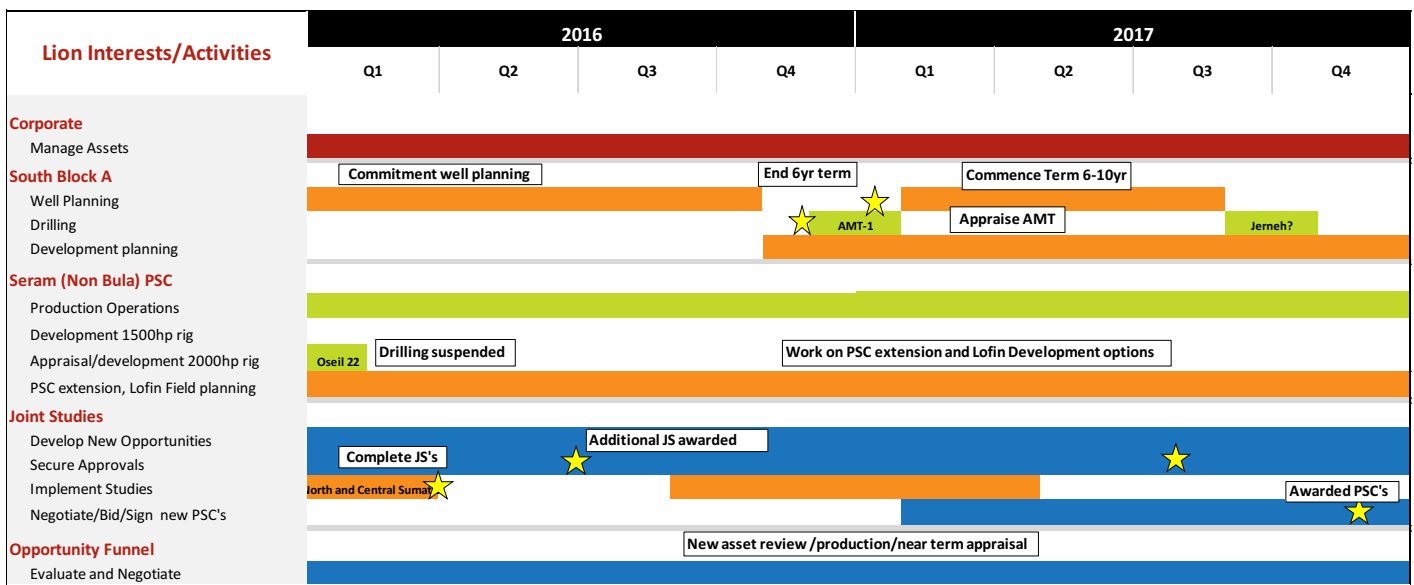 Lion Interests/Activities
2016
2017
Q1
Q2
Q3
Q4
Q1
Q2
Q3
Q4
Corporate
Manage Assets
South Block A
Commitment well planning
End 6yr term
Commence Term 6-10yr
Well Planning
Drilling
AMT-1
Appraise AMT
Jerneh?
Development planning
Seram (Non Bula) PSC
Production Operations
Development 1500hp rig
Appraisal/development 2000hp rig
Oseil 22
Drilling suspended
Work on PSC extension and Lofin Development options
PSC extension, Lofin Field planning
Joint Studies
Develop New Opportunities
Additional JS awarded
Secure Approvals
Complete JS's
Implement Studies
and Central
Awarded PSC's
Negotiate/Bid/Sign new PSC's
Opportunity Funnel
New asset review /production/near term appraisal
Evaluate and Negotiate